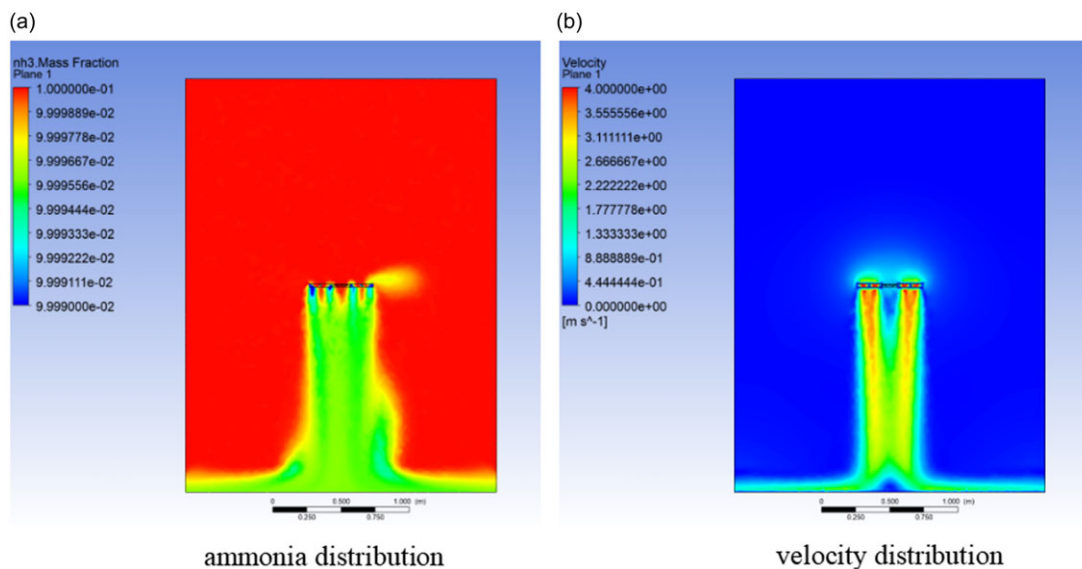 (a)
nh3.Mass Fraction
Plane 1
1.000000e-01
9.999889e-02
9.999778e-02
9.999667e-02
9.999556e-02
9.999444e-02
9.999333e-02
9.999222e-02
9.999111e-02
9.999000e-02
0 0.500 1.000 (m)
0.250 0.750
ammonia distribution
(b)
Velocity
Plane 1
4.000000e+00
3.555556e+00
3.111111e+00
2.666667e+00
2.222222e+00
1.777778e+00
1.333333e+00
8.888889e-01
4.444444e-01
0.000000e+00
[m s^-1]
0 0.500 1.000 (m)
0.250 0.750
velocity distribution